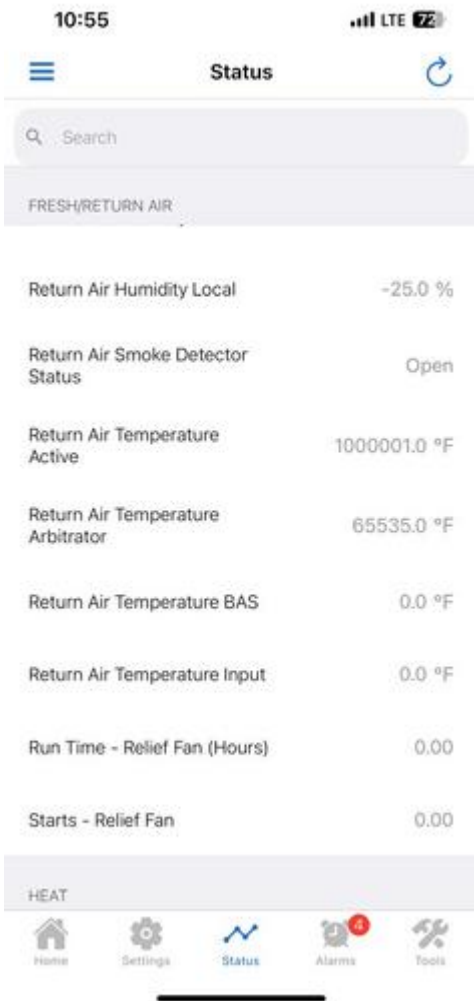 10:55
LTE 72
Status
Search
FRESH/RETURN AIR
Return Air Humidity Local -25.0 %
Return Air Smoke Detector
Status Open
Return Air Temperature
Active 1000001.0 °F
Return Air Temperature
Arbitrator 65535.0 °F
Return Air Temperature BAS 0.0 °F
Return Air Temperature Input 0.0 °F
Run Time - Relief Fan (Hours) 0.00
Starts - Relief Fan 0.00
HEAT
4
Home Settings Status Alarms Tools